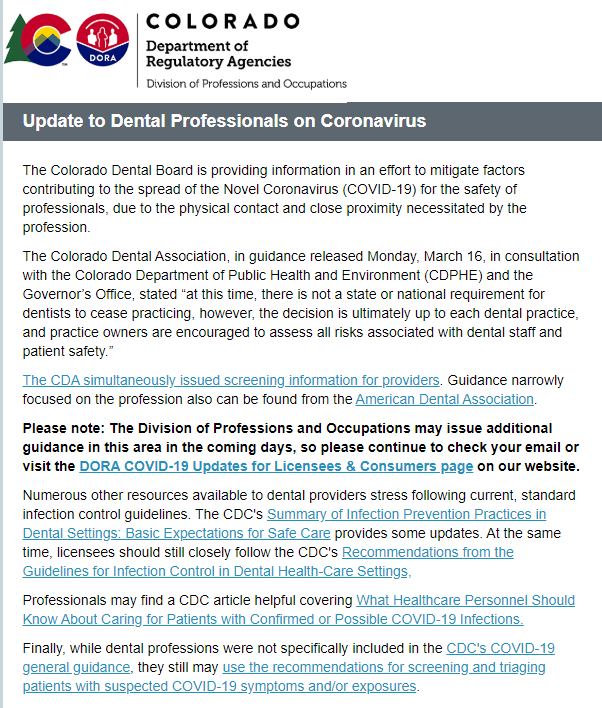 COLORADO
Department of
Regulatory Agencies
Division of Professions and Occupations
DORA
TM
Update to Dental Professionals on Coronavirus
The Colorado Dental Board is providing information in an effort to mitigate factors
contributing to the spread of the Novel Coronavirus (COVID-19) for the safety of
professionals, due to the physical contact and close proximity necessitated by the
profession.
The Colorado Dental Association, in guidance released Monday, March 16, in consultation
with the Colorado Department of Public Health and Environment (CDPHE) and the
Governor's Office, stated “at this time, there is not a state or national requirement for
dentists to cease practicing, however, the decision is ultimately up to each dental practice,
and practice owners are encouraged to assess all risks associated with dental staff and
patient safety.”
The CDA simultaneously issued screening information for providers. Guidance narrowly
focused on the profession also can be found from the American Dental Association.
Please note: The Division of Professions and Occupations may issue additional
guidance in this area in the coming days, so please continue to check your email or
visit the DORA COVID-19 Updates for Licensees & Consumers page on our website.
Numerous other resources available to dental providers stress following current, standard
infection control guidelines. The CDC's Summary of Infection Prevention Practices in
Dental Settings: Basic Expectations for Safe Care provides some updates. At the same
time, licensees should still closely follow the CDC's Recommendations from the
Guidelines for Infection Control in Dental Health-Care Settings,
Professionals may find a CDC article helpful covering What Healthcare Personnel Should
Know About Caring for Patients with Confirmed or Possible COVID-19 Infections.
Finally, while dental professions were not specifically included in the CDC's COVID-19
general guidance, they still may use the recommendations for screening and triaging
patients with suspected COVID-19 symptoms and/or exposures.